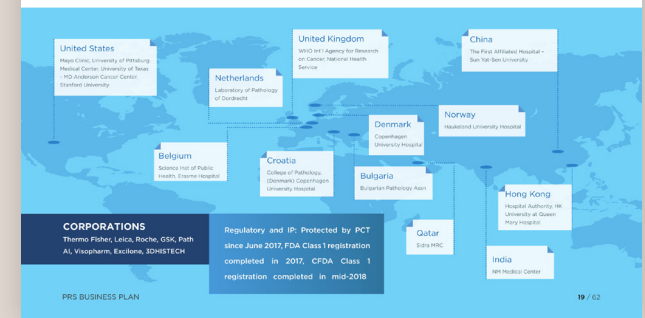 United States
Mayo Clinic, University of Pittsburg
Medical Center, University of Texas
– MD Anderson Cancer Center,
Stanford University
Netherlands
Laboratory of Pathology
of Dordrecht
United Kingdom
WHO Int'l Agency for Research
on Cancer, National Health
Service
China
The First Affiliated Hospital –
Sun Yat-Sen University
Denmark
Copenhagen
University Hospital
Norway
Haukeland University Hospital
Belgium
Science Inst of Public
Health, Erasme Hospital
Croatia
College of Pathology,
(Denmark) Copenhagen
University Hospital
Bulgaria
Bulgarian Pathology Assn
Hong Kong
Hospital Authority, HK
University at Queen
Mary Hospital
Qatar
Sidra MRC
India
NM Medical Center
CORPORATIONS
Thermo Fisher, Leica, Roche, GSK, Path
AI, Visopharm, Excilone, 3DHISTECH
Regulatory and IP: Protected by PCT
since June 2017, FDA Class 1 registration
completed in 2017, CFDA Class 1
registration completed in mid-2018
PRS BUSINESS PLAN
19 / 62